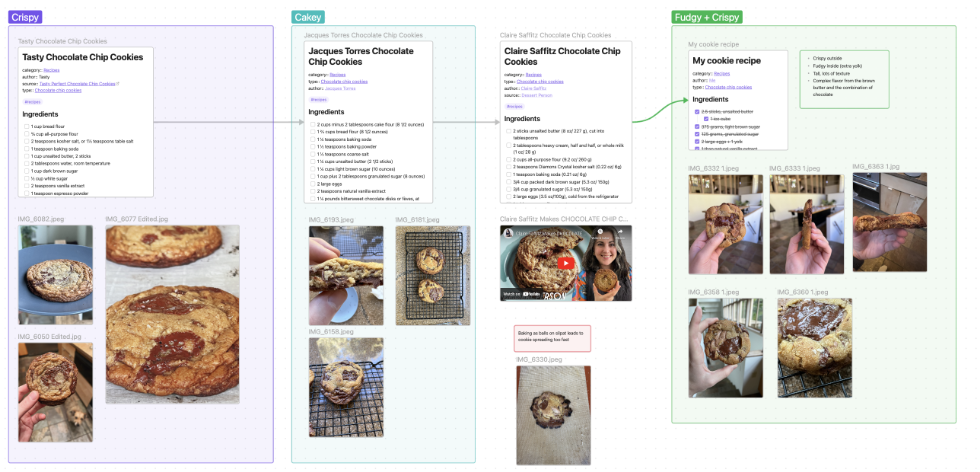 Crispy
Tasty Chocolate Chip Cookies
Tasty Chocolate Chip Cookies
category: Recipes
author: Tasty
source: Tasty Perfect Chocolate Chip Cookies
type: Chocolate chip cookies
#recipes
Ingredients
1 cup bread flour
¾ cup all-purpose flour
2 teaspoons kosher salt, or 1½ teaspoons table salt
1 teaspoon baking soda
1 cup unsalted butter, 2 sticks
2 tablespoons water, room temperature
1 cup dark brown sugar
½ cup white sugar
2 teaspoons vanilla extract
1 teaspoon espresso powder
IMG_6082.jpeg
IMG_6077 Edited.jpg
IMG_6050 Edited.jpg
Cakey
Jacques Torres Chocolate Chip Cookies
Jacques Torres Chocolate
Chip Cookies
category: Recipes
type: Chocolate chip cookies
author: Jacques Torres
#recipes
Ingredients
2 cups minus 2 tablespoons cake flour (8 1/2 ounces)
1⅔ cups bread flour (8 1/2 ounces)
1¼ teaspoons baking soda
1½ teaspoons baking powder
1½ teaspoons coarse salt
1¼ cups unsalted butter (2 1/2 sticks)
1¼ cups light brown sugar (10 ounces)
1 cup plus 2 tablespoons granulated sugar (8 ounces)
2 large eggs
2 teaspoons natural vanilla extract
1¼ pounds bittersweet chocolate disks or fèves, at
IMG_6193.jpeg
IMG_6191.jpeg
IMG_6158.jpeg
Claire Saffitz Chocolate Chip Cookies
Claire Saffitz Chocolate Chip
Cookies
category: Recipes
type: Chocolate chip cookies
author: Claire Saffitz
source: Dessert Person
#recipes
Ingredients
2 sticks unsalted butter (8 oz/ 227 g), cut into
tablespoons
2 tablespoons heavy cream, half and half, or whole milk
(1 oz/ 28 g)
2 cups all-purpose flour (9.2 oz/ 260 g)
2 teaspoons Diamond Crystal kosher salt (0.22 oz/ 6g)
1 teaspoon baking soda (0.21 oz/ 6g)
3/4 cup packed dark brown sugar (5.3 oz/ 150g)
3/4 cup granulated sugar (5.3 oz/ 150g)
2 large eggs (3.5 oz/100g), cold from the refrigerator
Claire Saffitz Makes CHOCOLATE CHIP C...
Watch on YouTube
Baking as balls on silpat leads to
cookie spreading too fast
IMG_6330.jpeg
Fudgy + Crispy
My cookie recipe
My cookie recipe
category: Recipes
author: me
type: Chocolate chip cookies
Ingredients
2.5 sticks, unsalted butter
1 ice cube
375 grams, light brown sugar
125 grams, granulated sugar
2 large eggs + 1 yolk
Crispy outside
Fudgy inside (extra yolk)
Tall, lots of texture
Complex flavor from the brown
butter and the combination of
chocolate
IMG_6332 1.jpeg
IMG_6333 1.jpeg
IMG_6363 1.jpeg
IMG_6358 1.jpeg
IMG_6360 1.jpeg